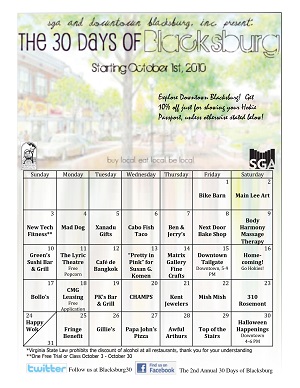 sga and downtown blacksburg, inc. present:
THE 30 DAYS OF Blacksburg
Starting October 1st, 2010
Explore Downtown Blacksburg! Get
10% off just for showing your Hokie
Passport, unless otherwise stated below!
buy local. eat local. be local.
SGA
Sunday Monday Tuesday Wednesday Thursday Friday Saturday
1 2
Bike Barn Main Lee Art
3 4 5 6 7 8 9
New Tech Fitness** Mad Dog Xanadu Gifts Cabo Fish Taco Ben & Jerry's Next Door Bake Shop Body Harmony Massage Therapy
10 11 12 13 14 15 16
Green's Sushi Bar & Grill The Lyric Theatre Free Popcorn Café de Bangkok "Pretty in Pink" for Susan G. Komen Matrix Gallery Fine Crafts Downtown Tailgate Downtown, 5-9 PM Home-coming! Go Hokies!
17 18 19 20 21 22 23
Bollo's CMG Leasing Free Application PK's Bar & Grill CHAMPS Kent Jewelers Mish Mish 310 Rosemont
24 25 26 27 28 29 30
Happy Wok Fringe Benefit Gillie's Papa John's Pizza Awful Arthurs Top of the Stairs Halloween Happenings Downtown 4-6 PM
31
*Virginia State Law prohibits the discount of alcohol at all restaurants, thank you for your understanding
** One Free Trial or Class October 3 - October 30
twitter Follow us at Blacksburg30 Find us on Facebook The 2nd Annual 30 Days of Blacksburg